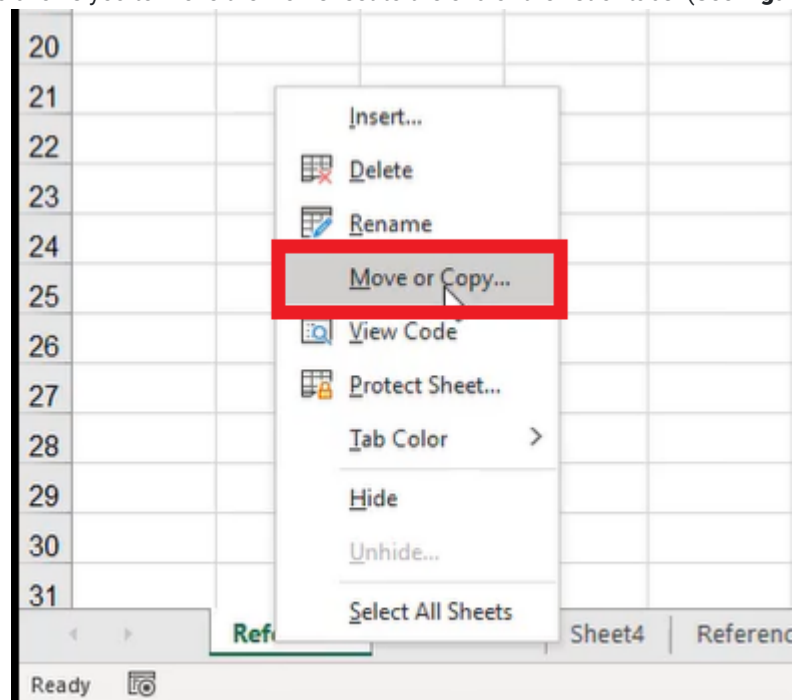 20
21
Insert...
22
Delete
23
Rename
24
Move or Copy...
25
View Code
26
Protect Sheet...
27
Tab Color
28
Hide
29
Unhide...
30
Select All Sheets
31
Sheet4
Ready